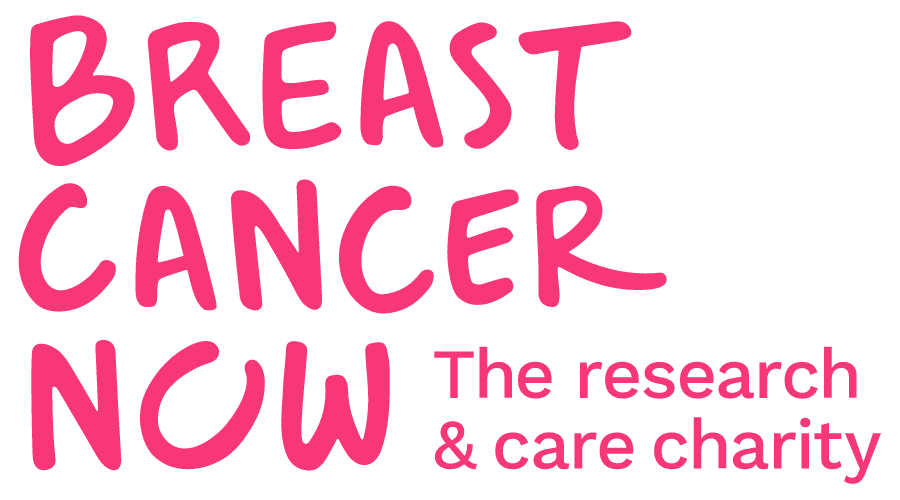 BREAST
CANCER
NOW
The research
& care charity